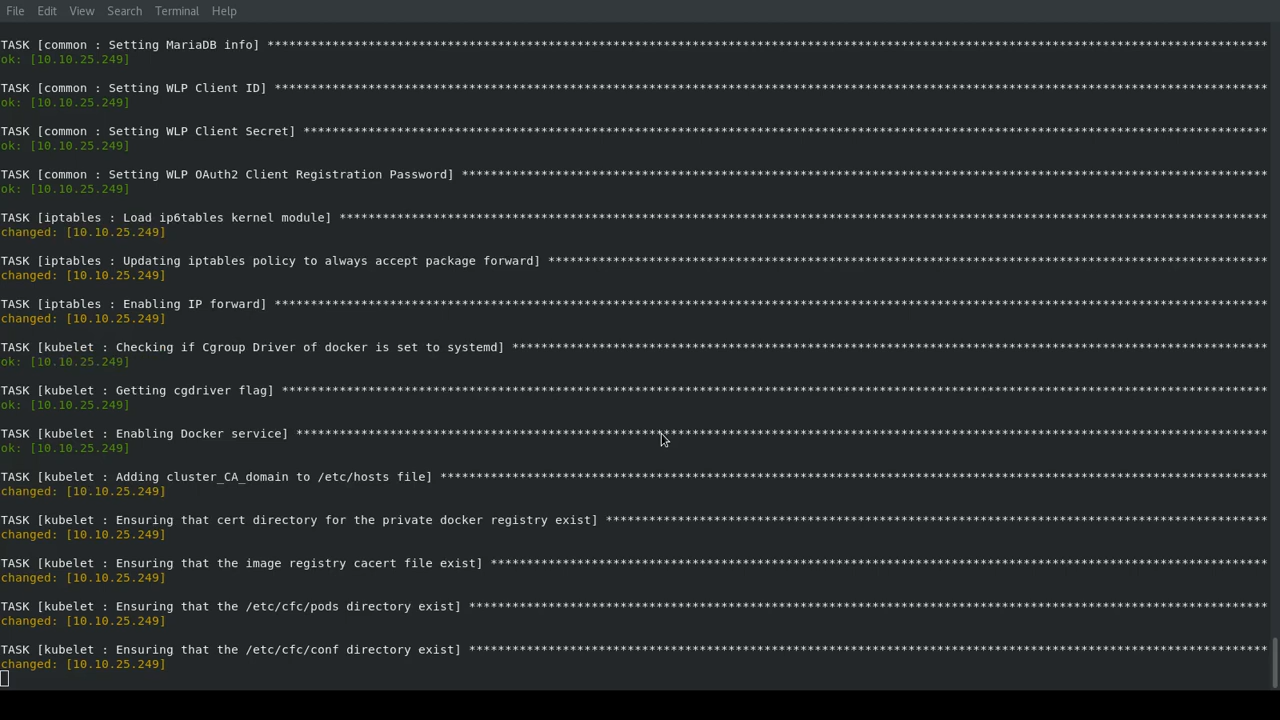 File Edit View Search Terminal Help
TASK [common : Setting MariaDB info] ******************************************************************************************************************************************
ok: [10.10.25.249]
TASK [common : Setting WLP Client ID] *****************************************************************************************************************************************
ok: [10.10.25.249]
TASK [common : Setting WLP Client Secret] *************************************************************************************************************************************
ok: [10.10.25.249]
TASK [common : Setting WLP OAuth2 Client Registration Password] ***************************************************************************************************************
ok: [10.10.25.249]
TASK [iptables : Load ip6tables kernel module] ********************************************************************************************************************************
changed: [10.10.25.249]
TASK [iptables : Updating iptables policy to always accept package forward] ***************************************************************************************************
changed: [10.10.25.249]
TASK [iptables : Enabling IP forward] *****************************************************************************************************************************************
changed: [10.10.25.249]
TASK [kubelet : Checking if Cgroup Driver of docker is set to systemd] ********************************************************************************************************
ok: [10.10.25.249]
TASK [kubelet : Getting cgdriver flag] ****************************************************************************************************************************************
ok: [10.10.25.249]
TASK [kubelet : Enabling Docker service] **************************************************************************************************************************************
ok: [10.10.25.249]
TASK [kubelet : Adding cluster_CA_domain to /etc/hosts file] ******************************************************************************************************************
changed: [10.10.25.249]
TASK [kubelet : Ensuring that cert directory for the private docker registry exist] *******************************************************************************************
changed: [10.10.25.249]
TASK [kubelet : Ensuring that the image registry cacert file exist] ***********************************************************************************************************
changed: [10.10.25.249]
TASK [kubelet : Ensuring that the /etc/cfc/pods directory exist] **************************************************************************************************************
changed: [10.10.25.249]
TASK [kubelet : Ensuring that the /etc/cfc/conf directory exist] **************************************************************************************************************
changed: [10.10.25.249]